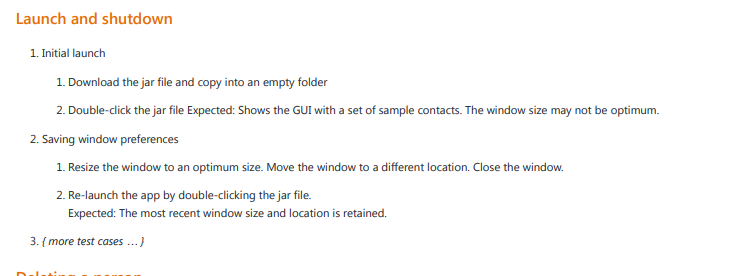 Launch and shutdown
1. Initial launch
1. Download the jar file and copy into an empty folder
2. Double-click the jar file Expected: Shows the GUI with a set of sample contacts. The window size may not be optimum.
2. Saving window preferences
1. Resize the window to an optimum size. Move the window to a different location. Close the window.
2. Re-launch the app by double-clicking the jar file.
Expected: The most recent window size and location is retained.
3. { more test cases … }
Deleting a person